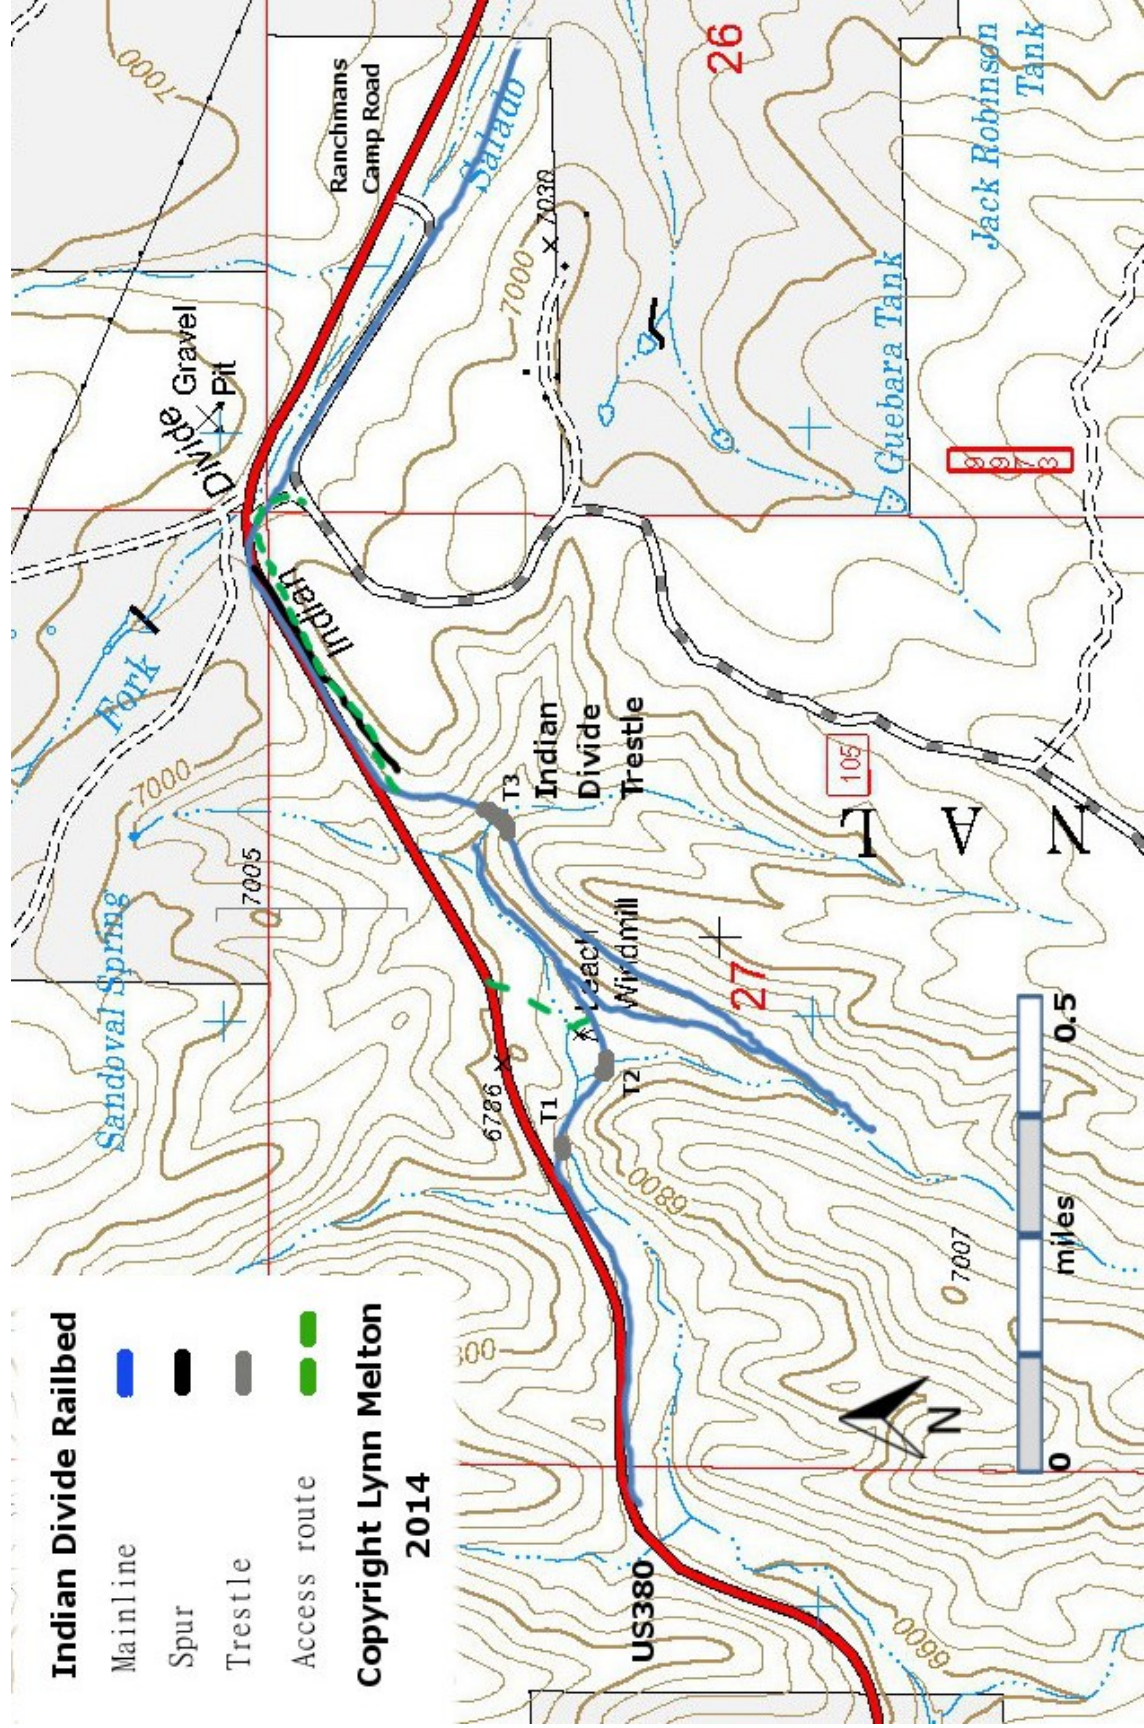 Indian Divide Railbed
Mainline
Spur
Trestle
Access route
Copyright Lynn Melton
2014
Sandoval Spring
7005
7000
Fork
Indian
Divide
Gravel
Pit
7000
Ranchmans
Camp Road
Salado
26
7030
7000
Jack Robinson
Tank
Guebara Tank
105
N A L
T3
Indian
Divide
Trestle
Leach
Windmill
27
T2
T1
6786
6800
7007
US380
6600
N
0
0.5
miles